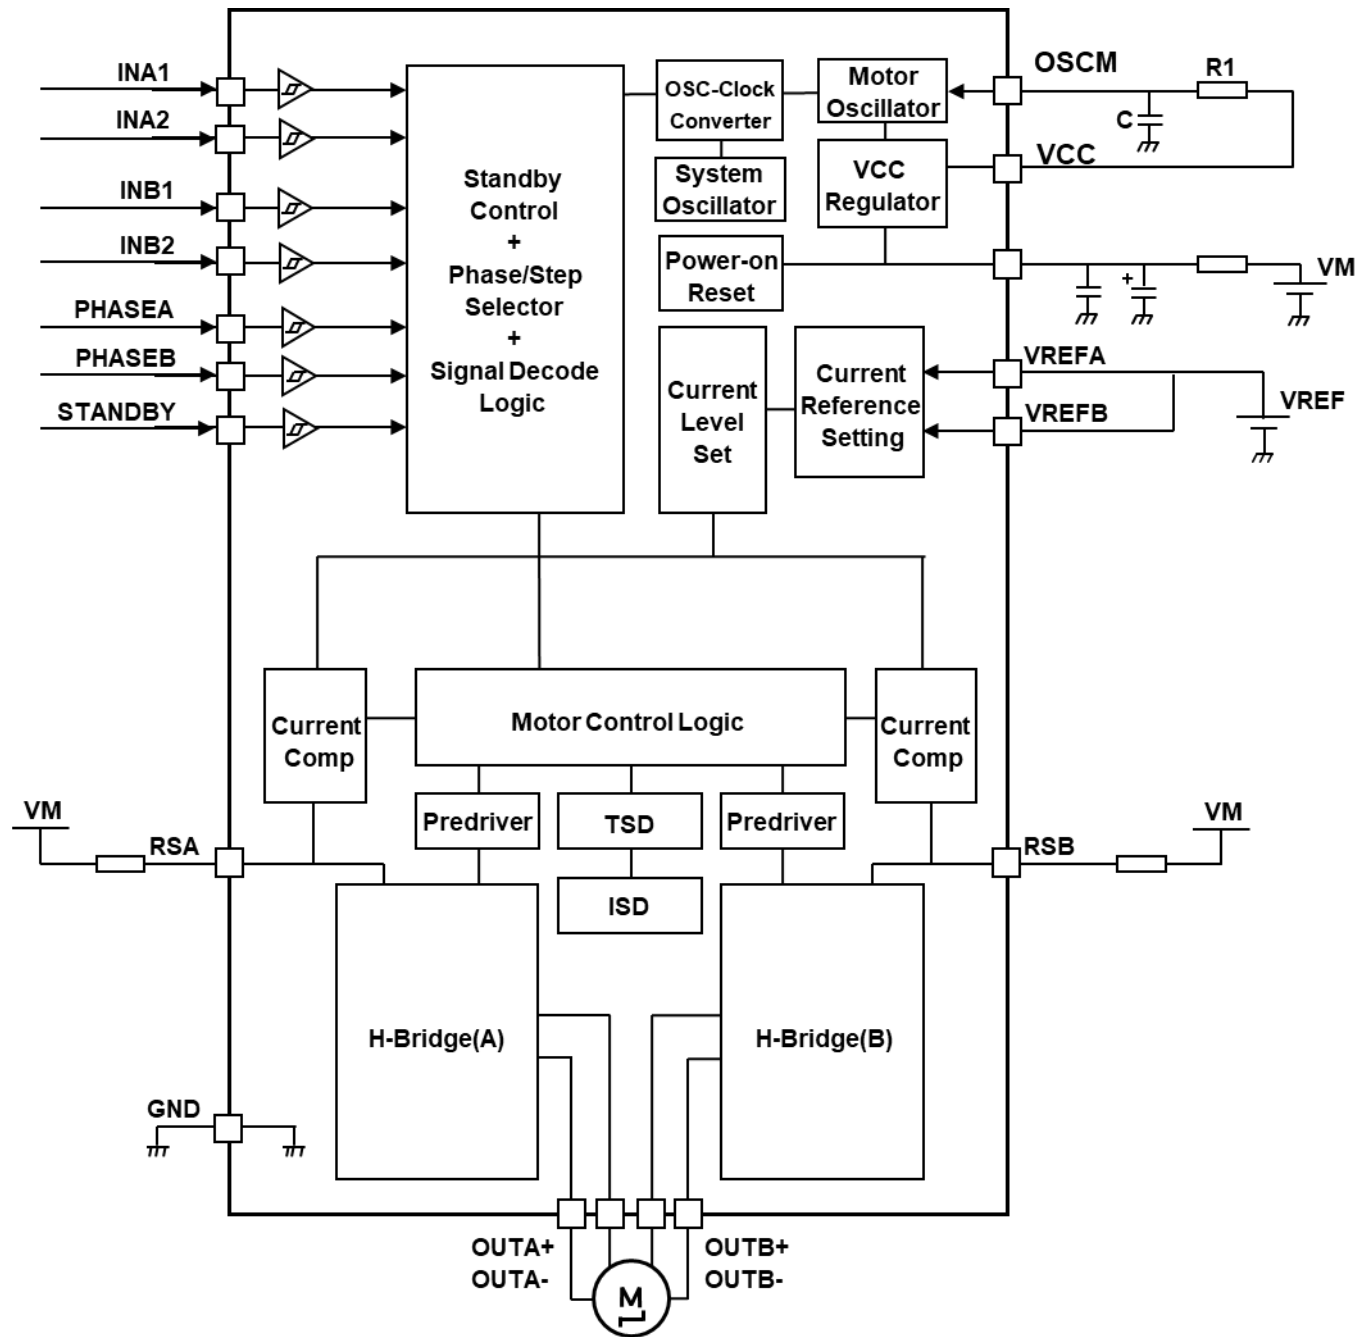 INA1
INA2
INB1
INB2
PHASEA
PHASEB
STANDBY
Standby
Control
+
Phase/Step
Selector
+
Signal Decode
Logic
OSC-Clock
Converter
System
Oscillator
Motor
Oscillator
VCC
Regulator
Power-on
Reset
Current
Level
Set
Current
Reference
Setting
OSCM
R1
C
VCC
+
VM
VREFA
VREFB
VREF
Current
Comp
Motor Control Logic
Current
Comp
Predriver
TSD
Predriver
ISD
VM
RSA
RSB
VM
H-Bridge(A)
H-Bridge(B)
GND
OUTA+
OUTA-
OUTB+
OUTB-
M